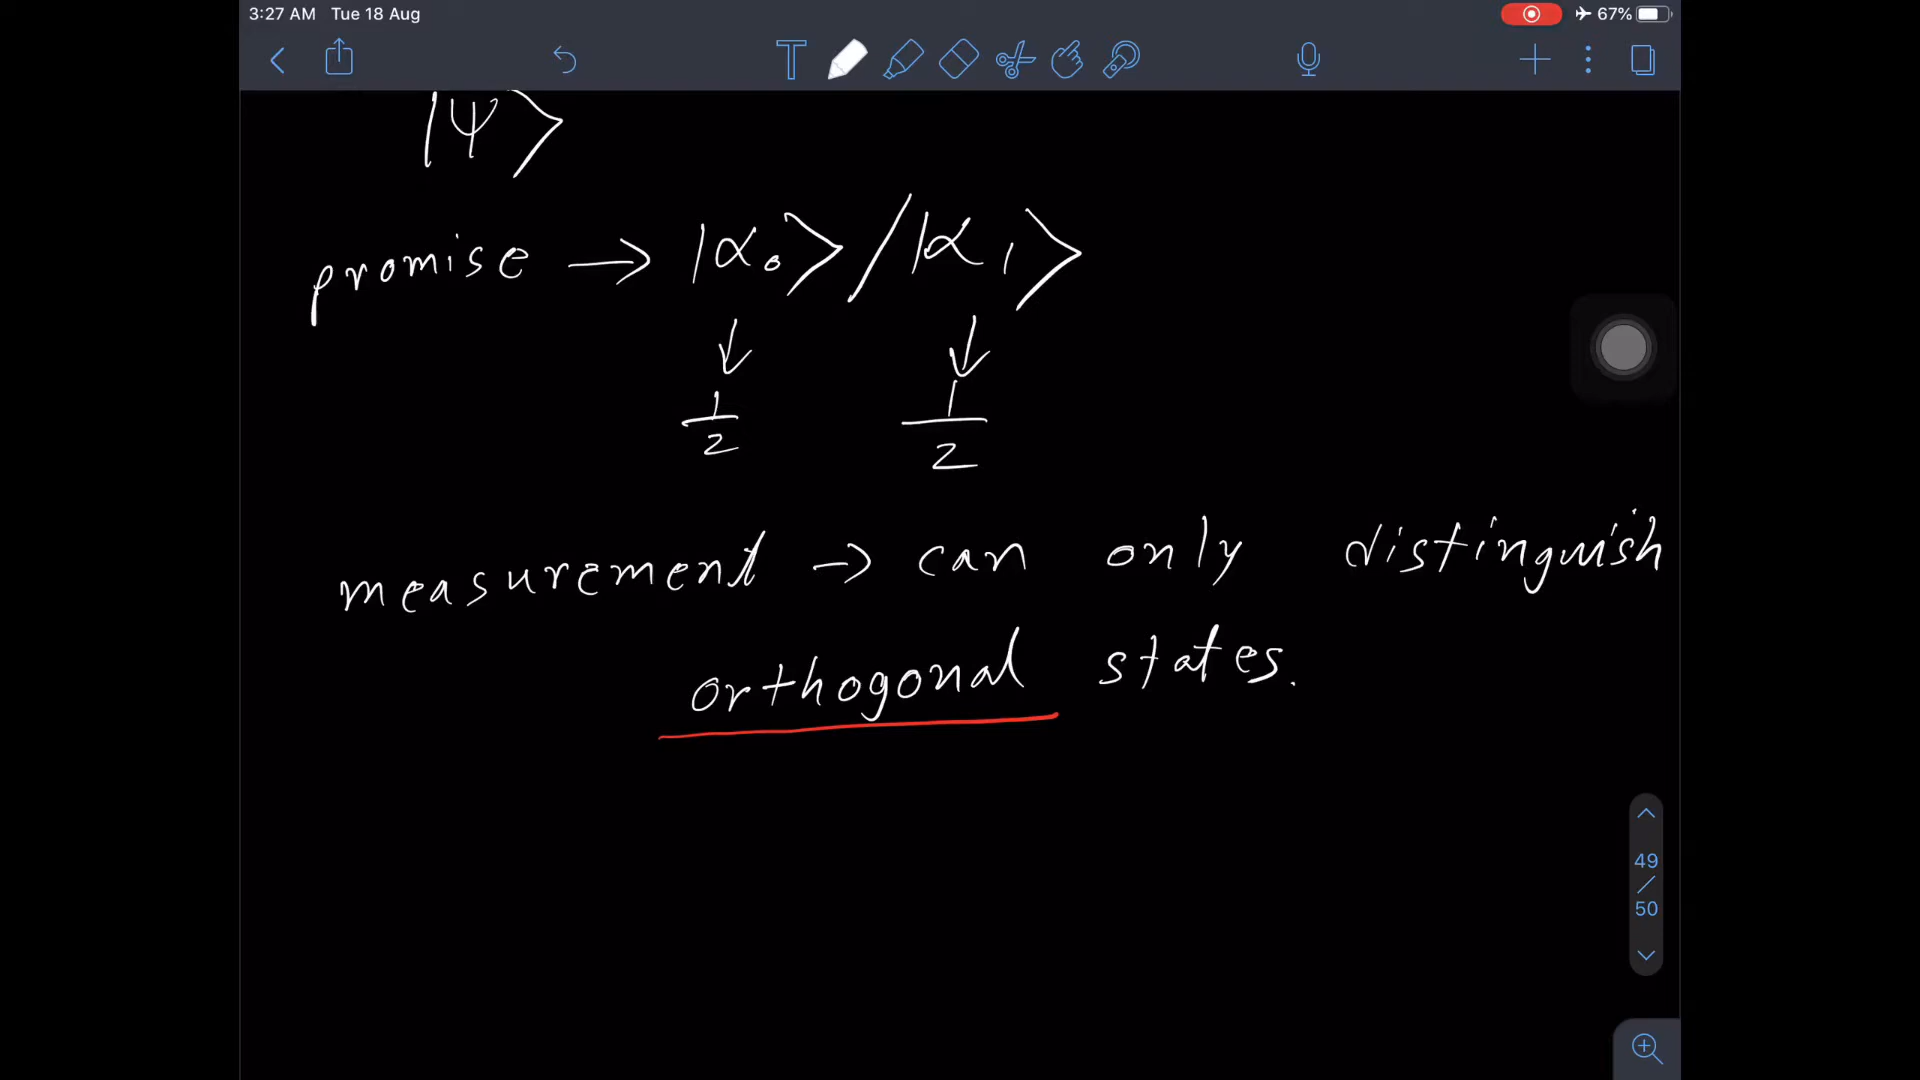 3:27 AM Tue 18 Aug 67%
T
|Ψ⟩
promise → |α₀⟩/|α₁⟩
↓ ↓
1/2 1/2
measurement → can only distinguish
orthogonal states.
49
/
50